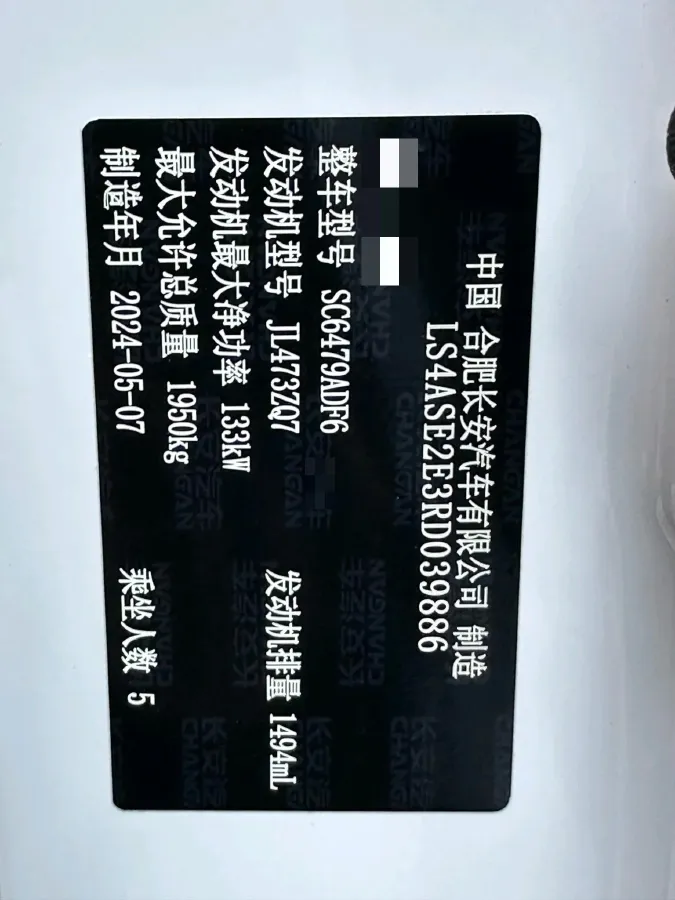 中国 合肥长安汽车有限公司 制造
LS4ASE2E3RD039886
整车型号 SC6479ADF6
发动机型号 JL473ZQ7 发动机排量 1494mL
发动机最大净功率 133kW
最大允许总质量 1950kg
制造年月 2024-05-07 乘坐人数 5